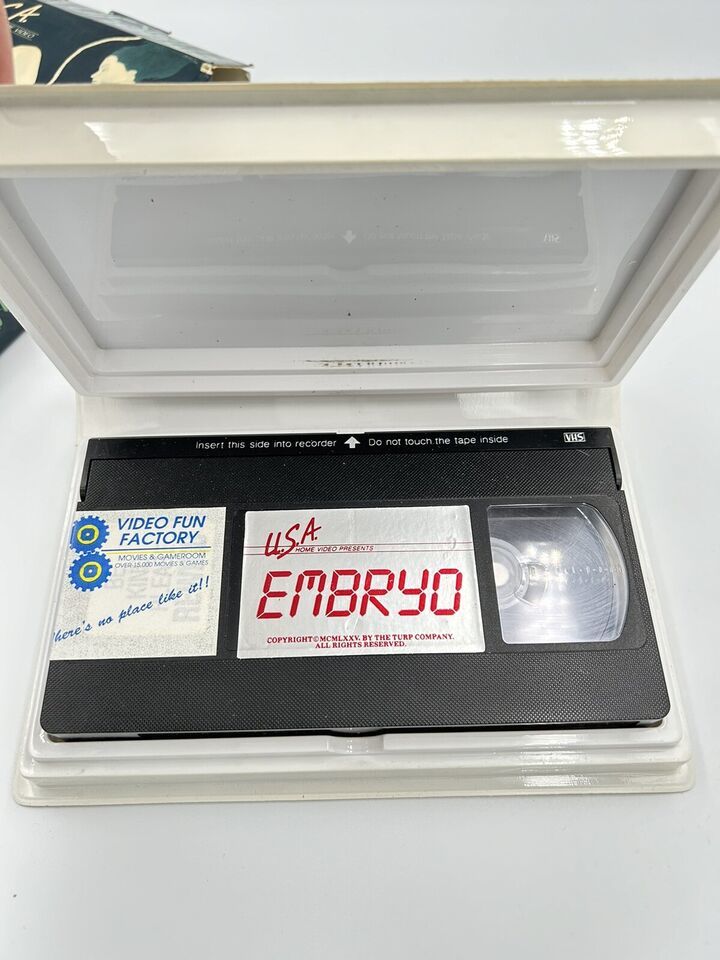 VIDEO
Insert this side into recorder Do not touch the tape inside
VHS
VIDEO FUN
FACTORY
MOVIES & GAMEROOM
OVER 15,000 MOVIES & GAMES
here's no place like it!!
U.S.A.
HOME VIDEO PRESENTS
EMBRYO
COPYRIGHT © MCMLXXV. BY THE TURP COMPANY.
ALL RIGHTS RESERVED.